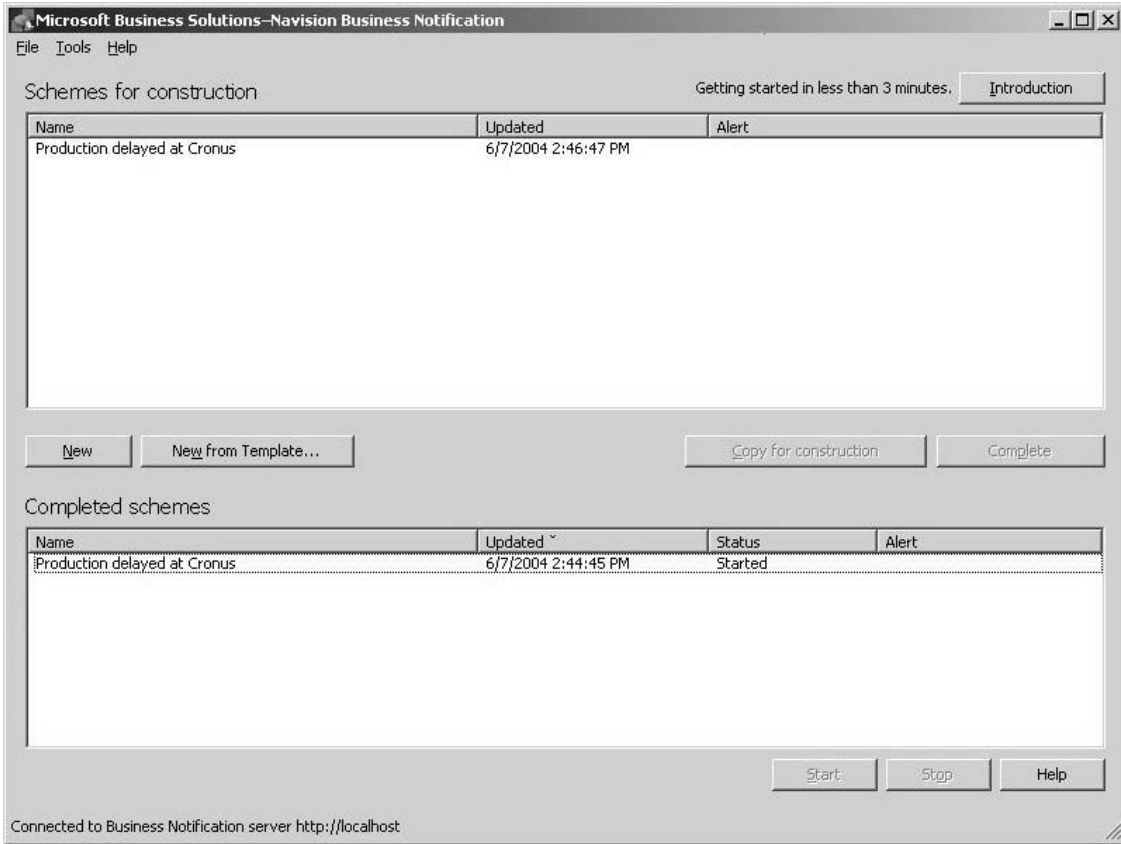 Microsoft Business Solutions–Navision Business Notification
File Tools Help
Schemes for construction
Getting started in less than 3 minutes. Introduction
Name Updated Alert
Production delayed at Cronus 6/7/2004 2:46:47 PM
New New from Template... Copy for construction Complete
Completed schemes
Name Updated Status Alert
Production delayed at Cronus 6/7/2004 2:44:45 PM Started
Start Stop Help
Connected to Business Notification server http://localhost